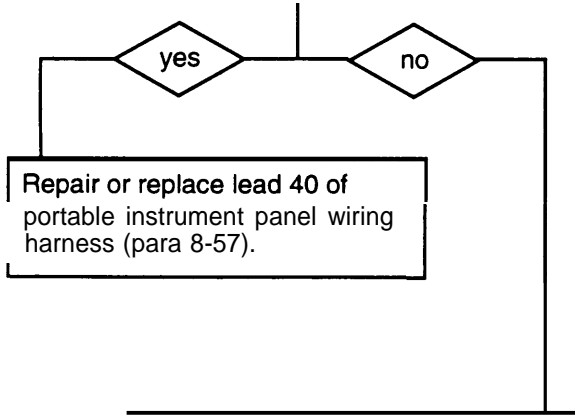 yes
no
Repair or replace lead 40 of
portable instrument panel wiring
harness (para 8-57).